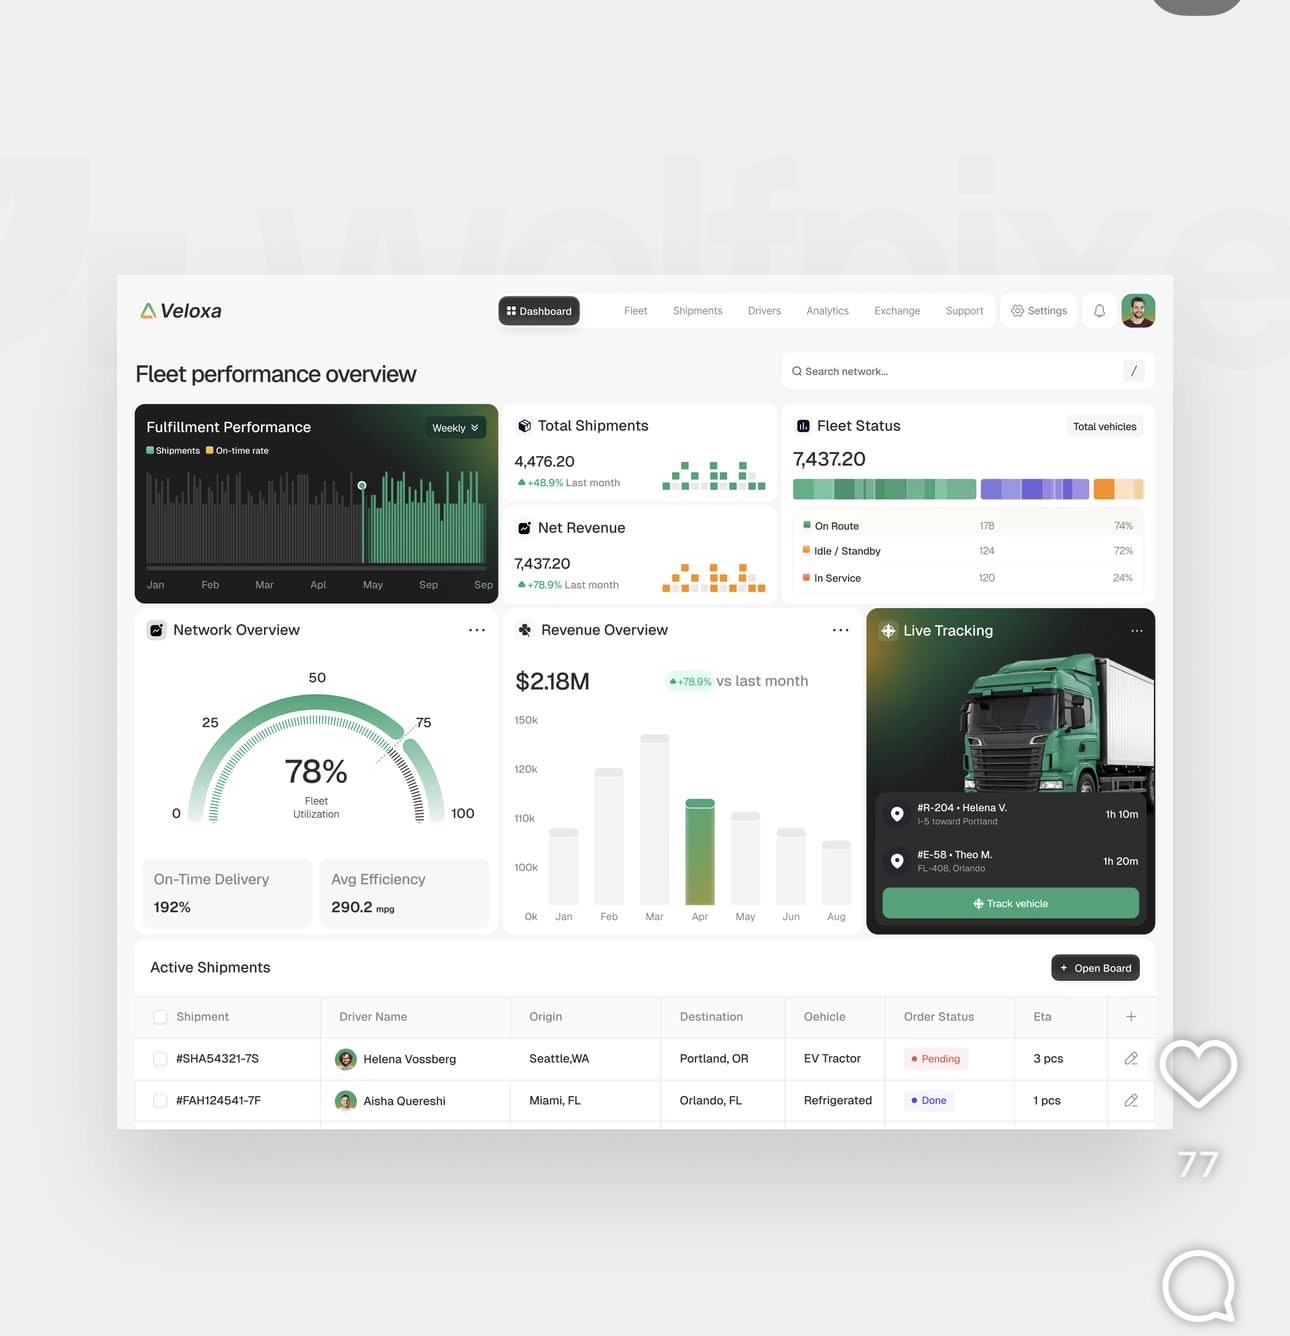 wolfpixe
Veloxa
Dashboard
Fleet
Shipments
Drivers
Analytics
Exchange
Support
Settings
Fleet performance overview
Search network...
/
Fulfillment Performance
Weekly
Shipments
On-time rate
Jan Feb Mar Apl May Sep Sep
Total Shipments
4,476.20
+48.9% Last month
Net Revenue
7,437.20
+78.9% Last month
Fleet Status
Total vehicles
7,437.20
On Route 178 74%
Idle / Standby 124 72%
In Service 120 24%
Network Overview
0
25
50
75
100
78%
Fleet
Utilization
On-Time Delivery
192%
Avg Efficiency
290.2 mpg
Revenue Overview
$2.18M
+78.9% vs last month
150k
120k
110k
100k
0k
Jan Feb Mar Apr May Jun Aug
Live Tracking
#R-204 • Helena V.
I-5 toward Portland
1h 10m
#E-58 • Theo M.
FL-408, Orlando
1h 20m
Track vehicle
Active Shipments
+ Open Board
Shipment Driver Name Origin Destination Oehicle Order Status Eta +
#SHA54321-7S Helena Vossberg Seattle,WA Portland, OR EV Tractor Pending 3 pcs
#FAH124541-7F Aisha Quereshi Miami, FL Orlando, FL Refrigerated Done 1 pcs
77